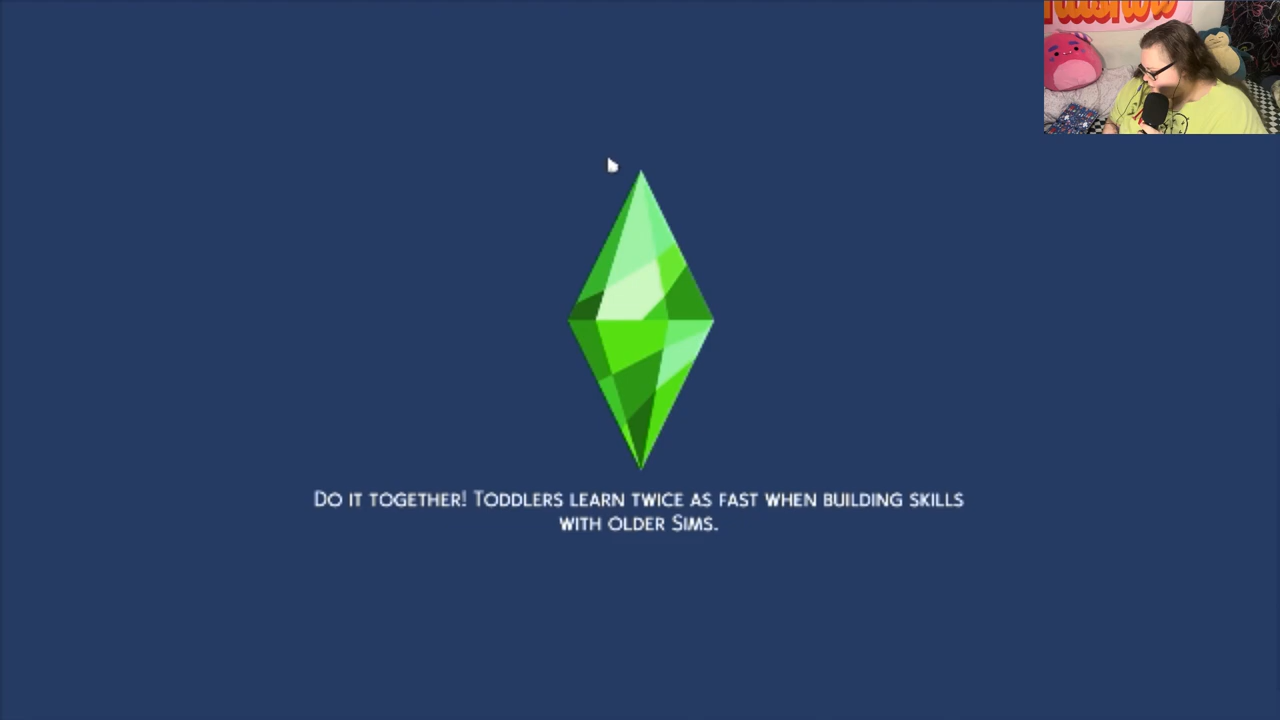 Do it together! Toddlers learn twice as fast when building skills
with older Sims.